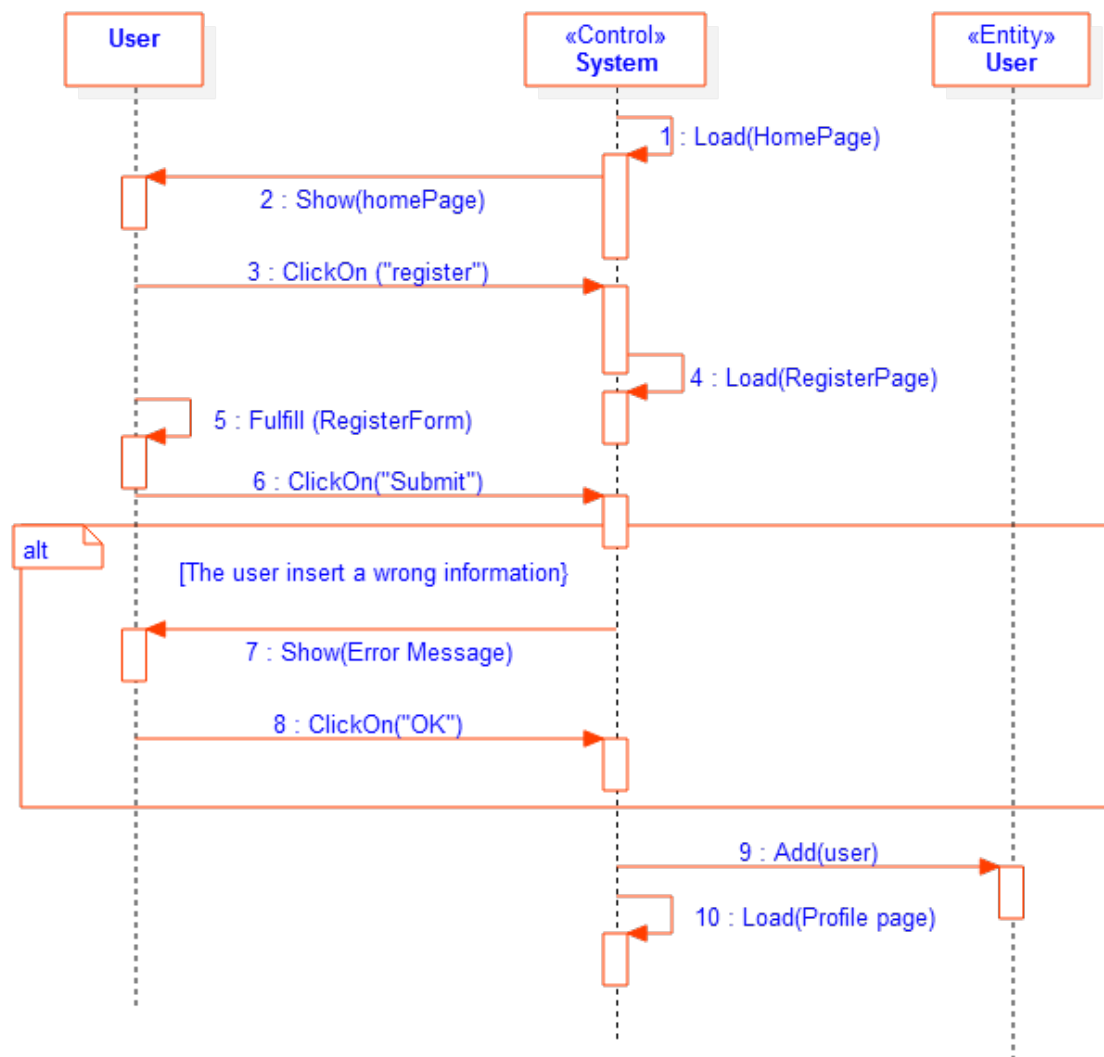 User
«Control»
System
«Entity»
User
1 : Load(HomePage)
2 : Show(homePage)
3 : ClickOn ("register")
4 : Load(RegisterPage)
5 : Fulfill (RegisterForm)
6 : ClickOn("Submit")
alt
[The user insert a wrong information}
7 : Show(Error Message)
8 : ClickOn("OK")
9 : Add(user)
10 : Load(Profile page)